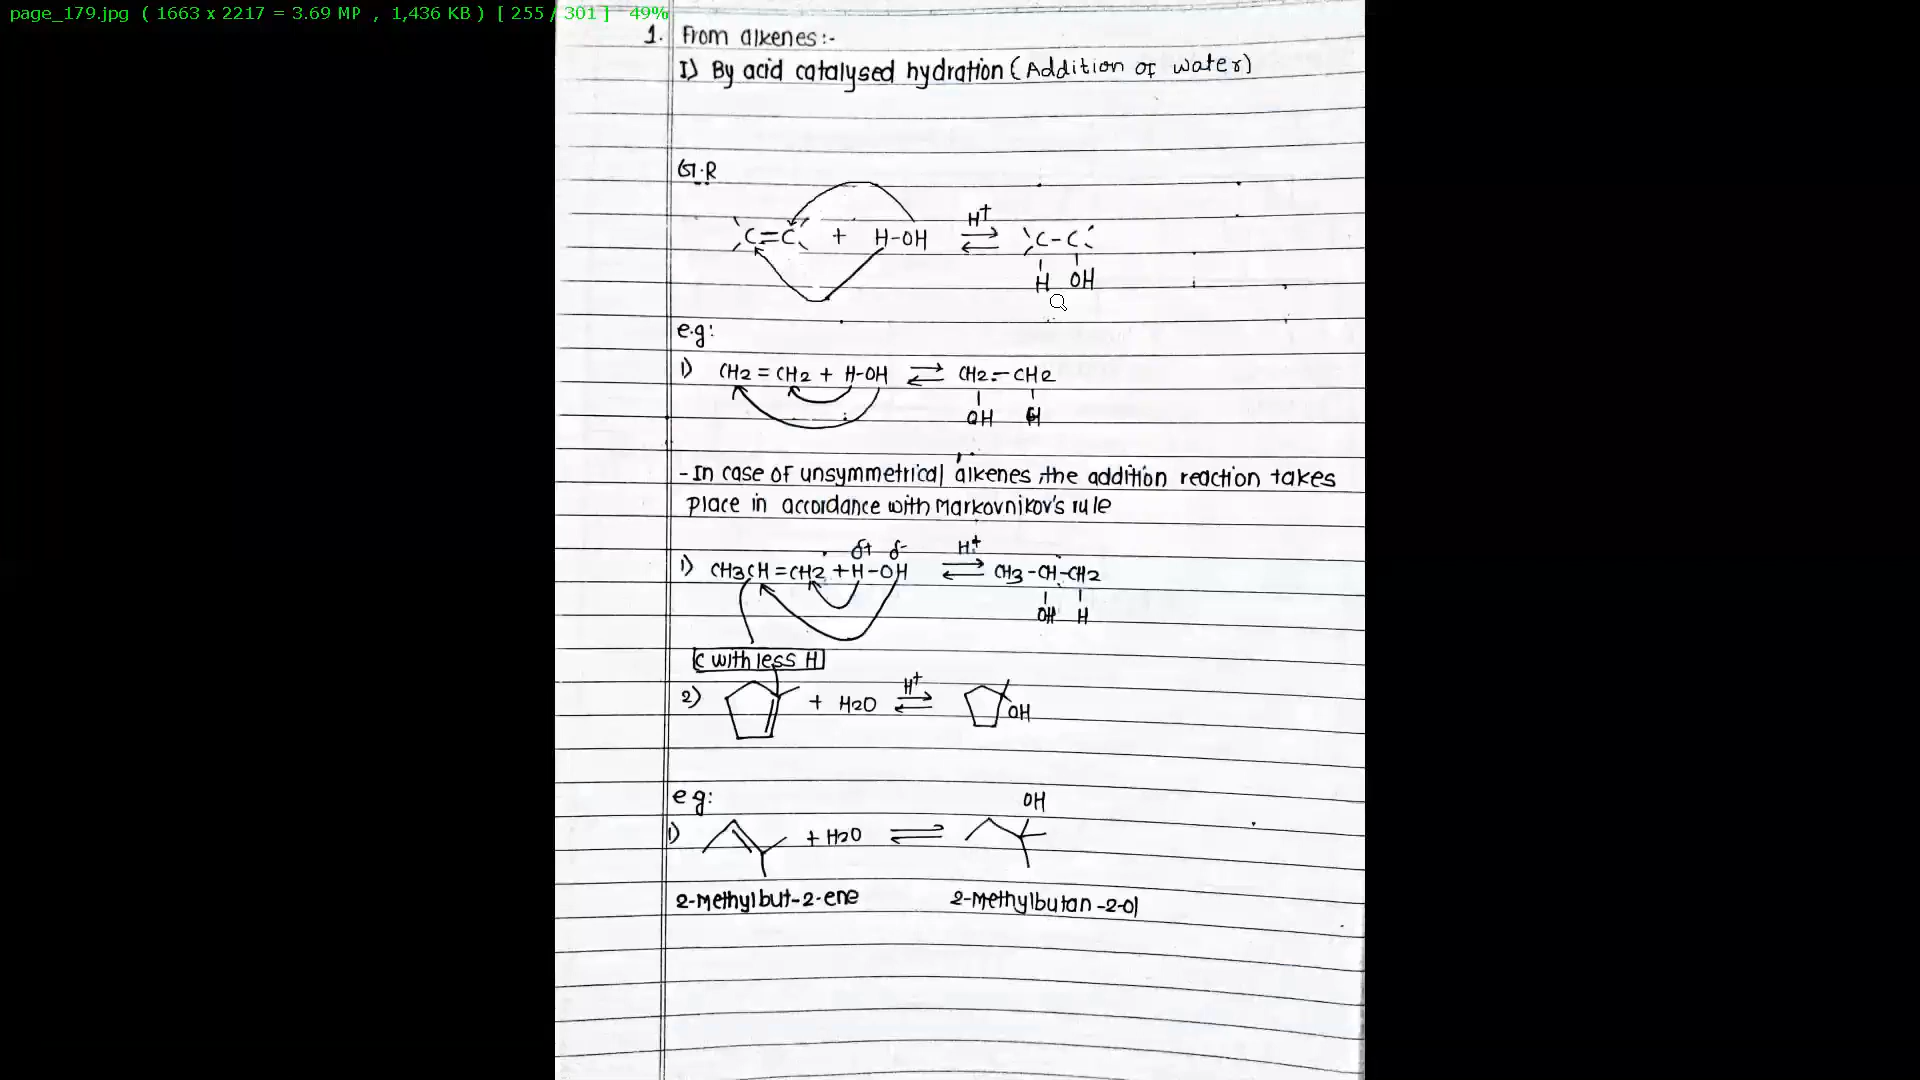 page_179.jpg ( 1663 x 2217 = 3.69 MP , 1,436 KB ) [ 255 / 301 ] 49%
1. From alkenes:-
I) By acid catalysed hydration (Addition of water)
G.R
C=C + H-OH ⇌ C-C
H+
H OH
e.g:
1) CH2 = CH2 + H-OH ⇌ CH2-CH2
OH H
-In case of unsymmetrical alkenes, the addition reaction takes
place in accordance with Markovnikov's rule
δ+ δ- H+
1) CH3CH=CH2 + H-OH ⇌ CH3-CH-CH2
OH H
C with less H
2) + H2O ⇌ OH
H+
eg:
OH
1) + H2O ⇌
2-Methylbut-2-ene 2-Methylbutan-2-ol